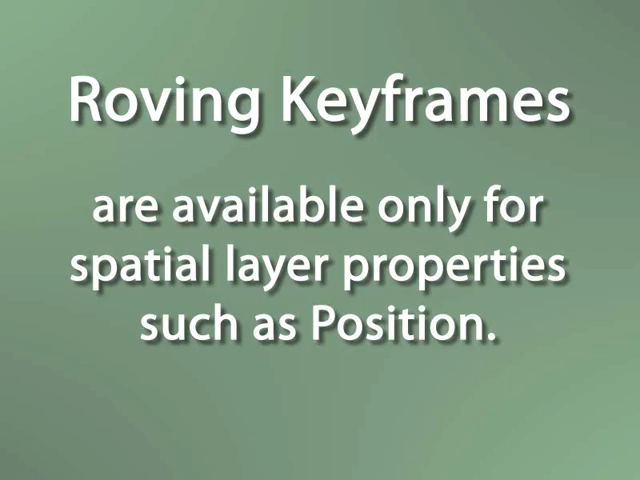 Roving Keyframes
are available only for
spatial layer properties
such as Position.